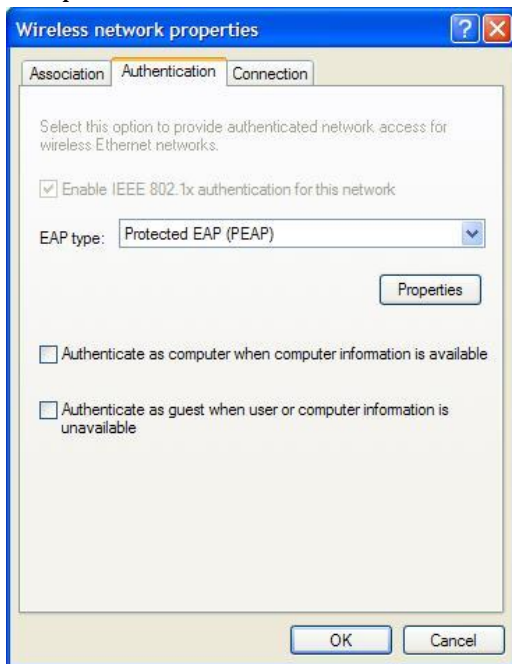 Wireless network properties
Association Authentication Connection
Select this option to provide authenticated network access for
wireless Ethernet networks.
Enable IEEE 802.1x authentication for this network
EAP type: Protected EAP (PEAP)
Properties
Authenticate as computer when computer information is available
Authenticate as guest when user or computer information is
unavailable
OK Cancel